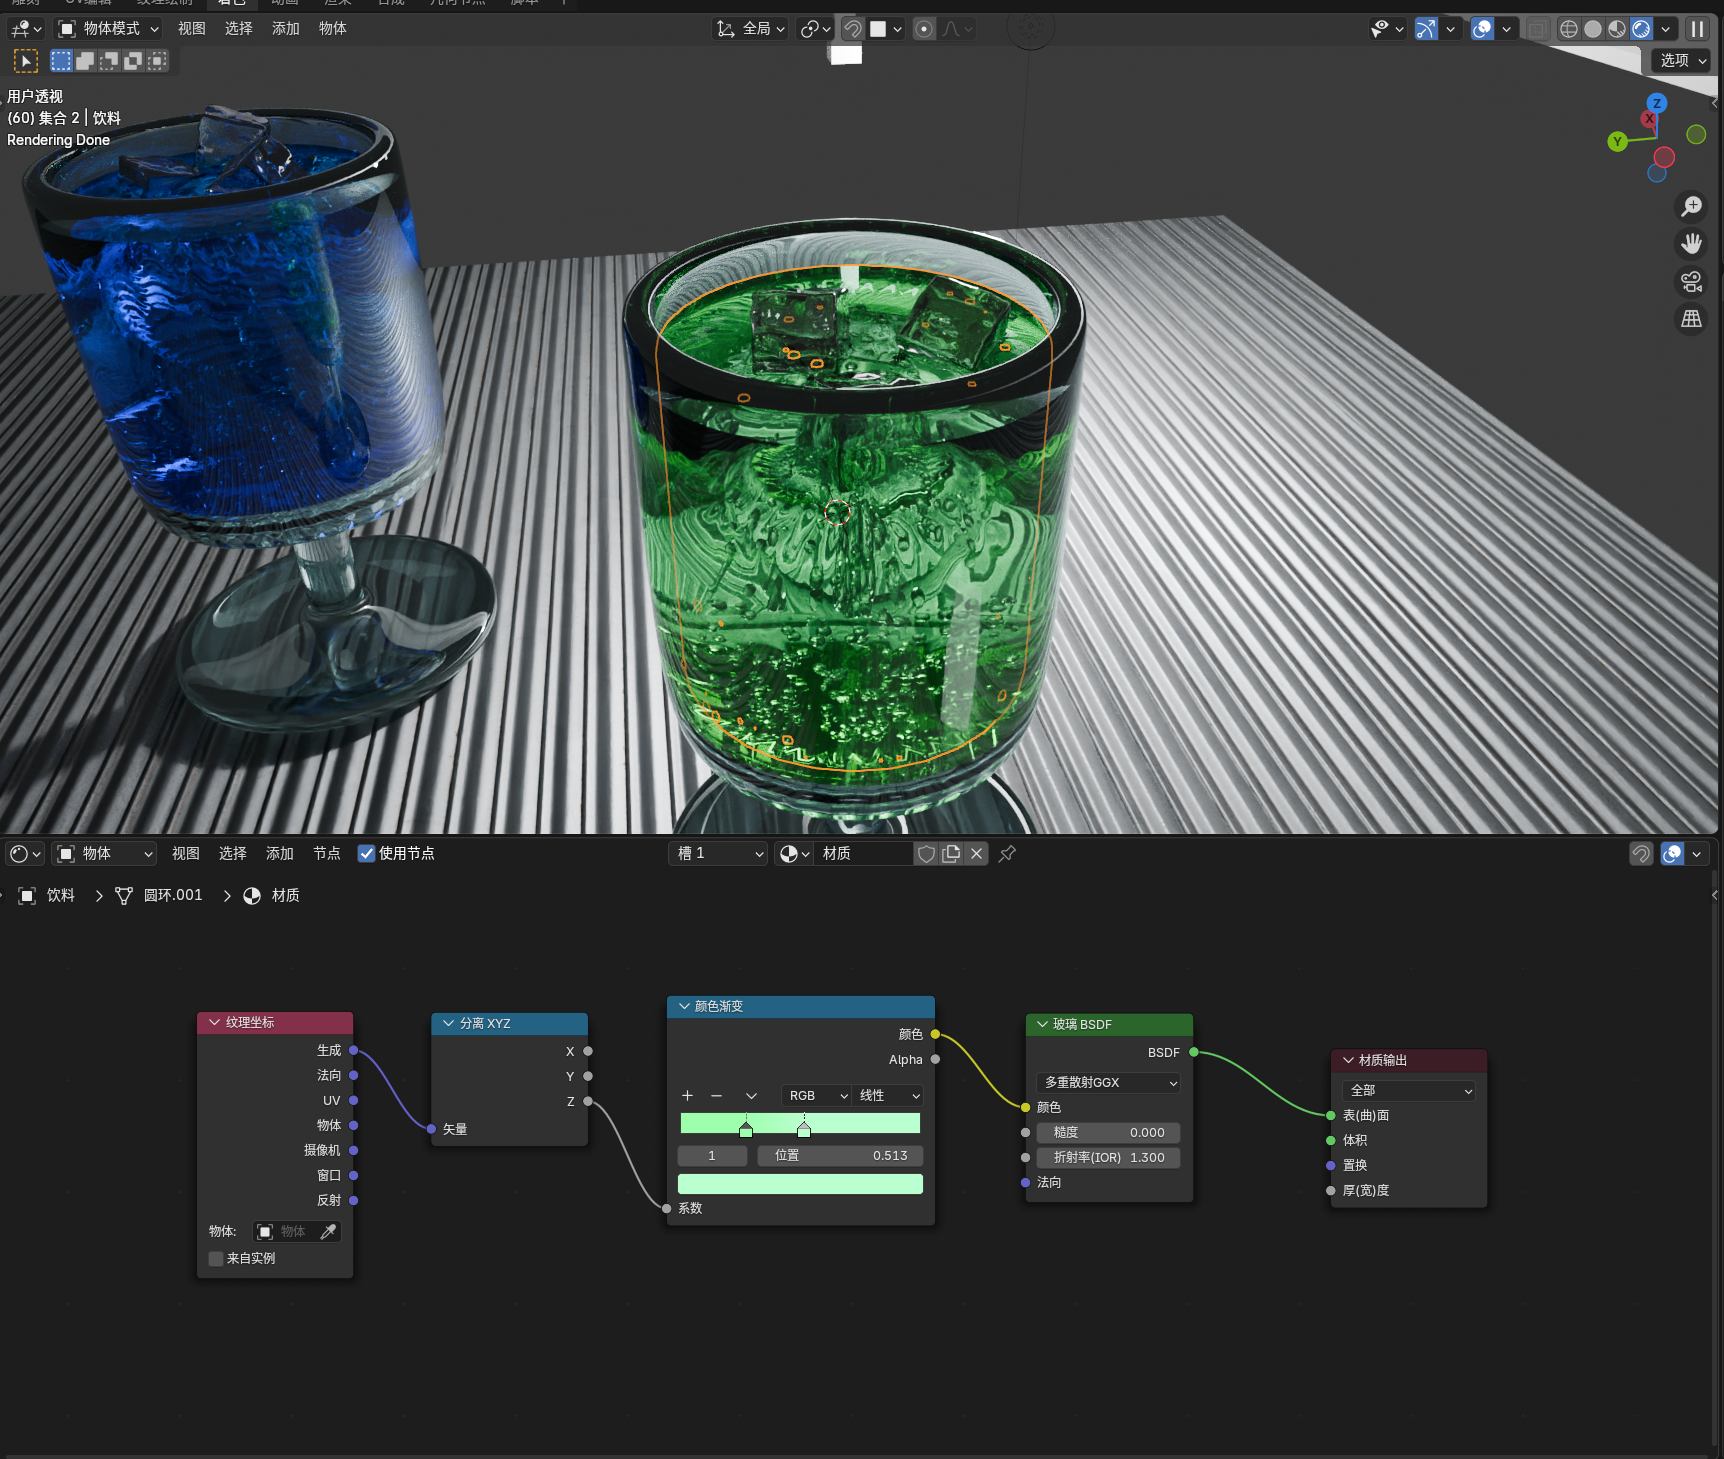 物体模式
视图
选择
添加
物体
全局
选项
用户透视
(60) 集合 2 | 饮料
Rendering Done
Z
X
Y
物体
视图
选择
添加
节点
使用节点
槽 1
材质
饮料
圆环.001
材质
纹理坐标
生成
法向
UV
物体
摄像机
窗口
反射
物体:
物体
来自实例
分离 XYZ
X
Y
Z
矢量
颜色渐变
颜色
Alpha
RGB
线性
1
位置 0.513
系数
玻璃 BSDF
BSDF
多重散射GGX
颜色
糙度 0.000
折射率(IOR) 1.300
法向
材质输出
全部
表(曲)面
体积
置换
厚(宽)度